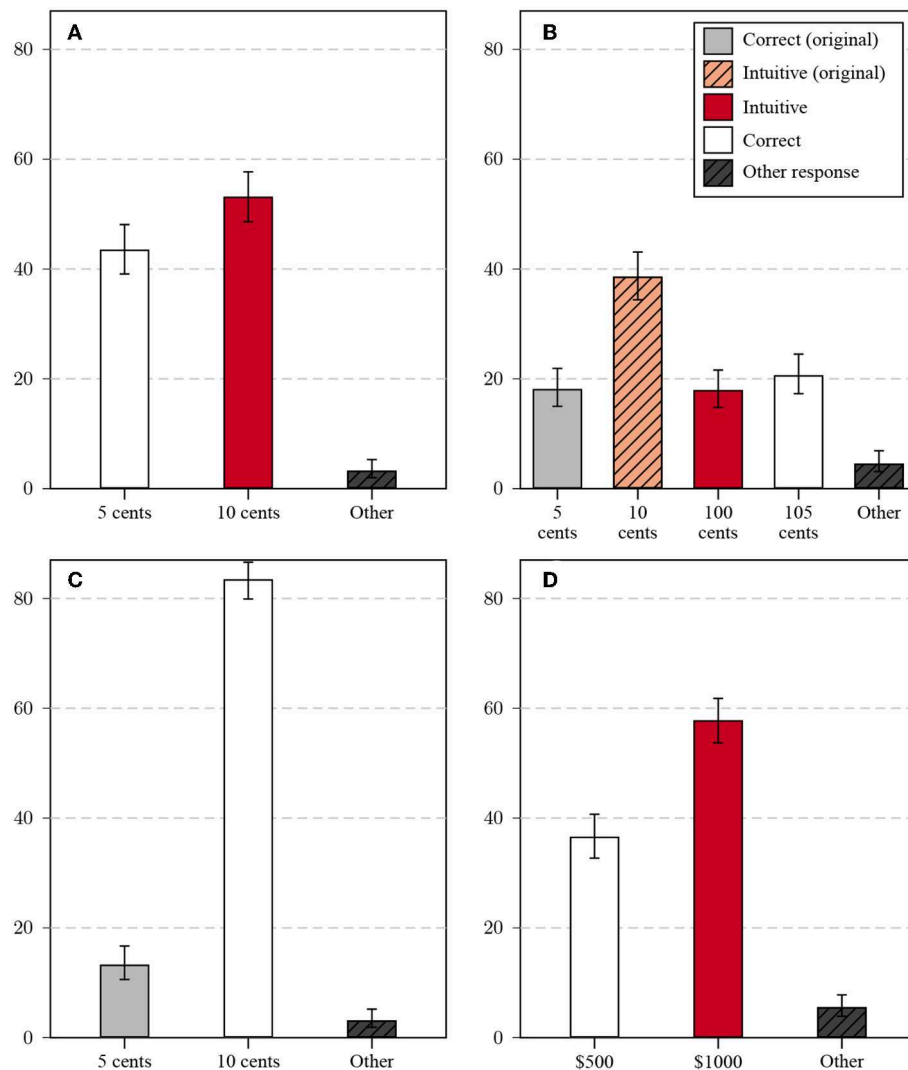 A
80
60
40
20
0
5 cents
10 cents
Other
B
Correct (original)
Intuitive (original)
Intuitive
Correct
Other response
80
60
40
20
0
5
cents
10
cents
100
cents
105
cents
Other
C
80
60
40
20
0
5 cents
10 cents
Other
D
80
60
40
20
0
$500
$1000
Other